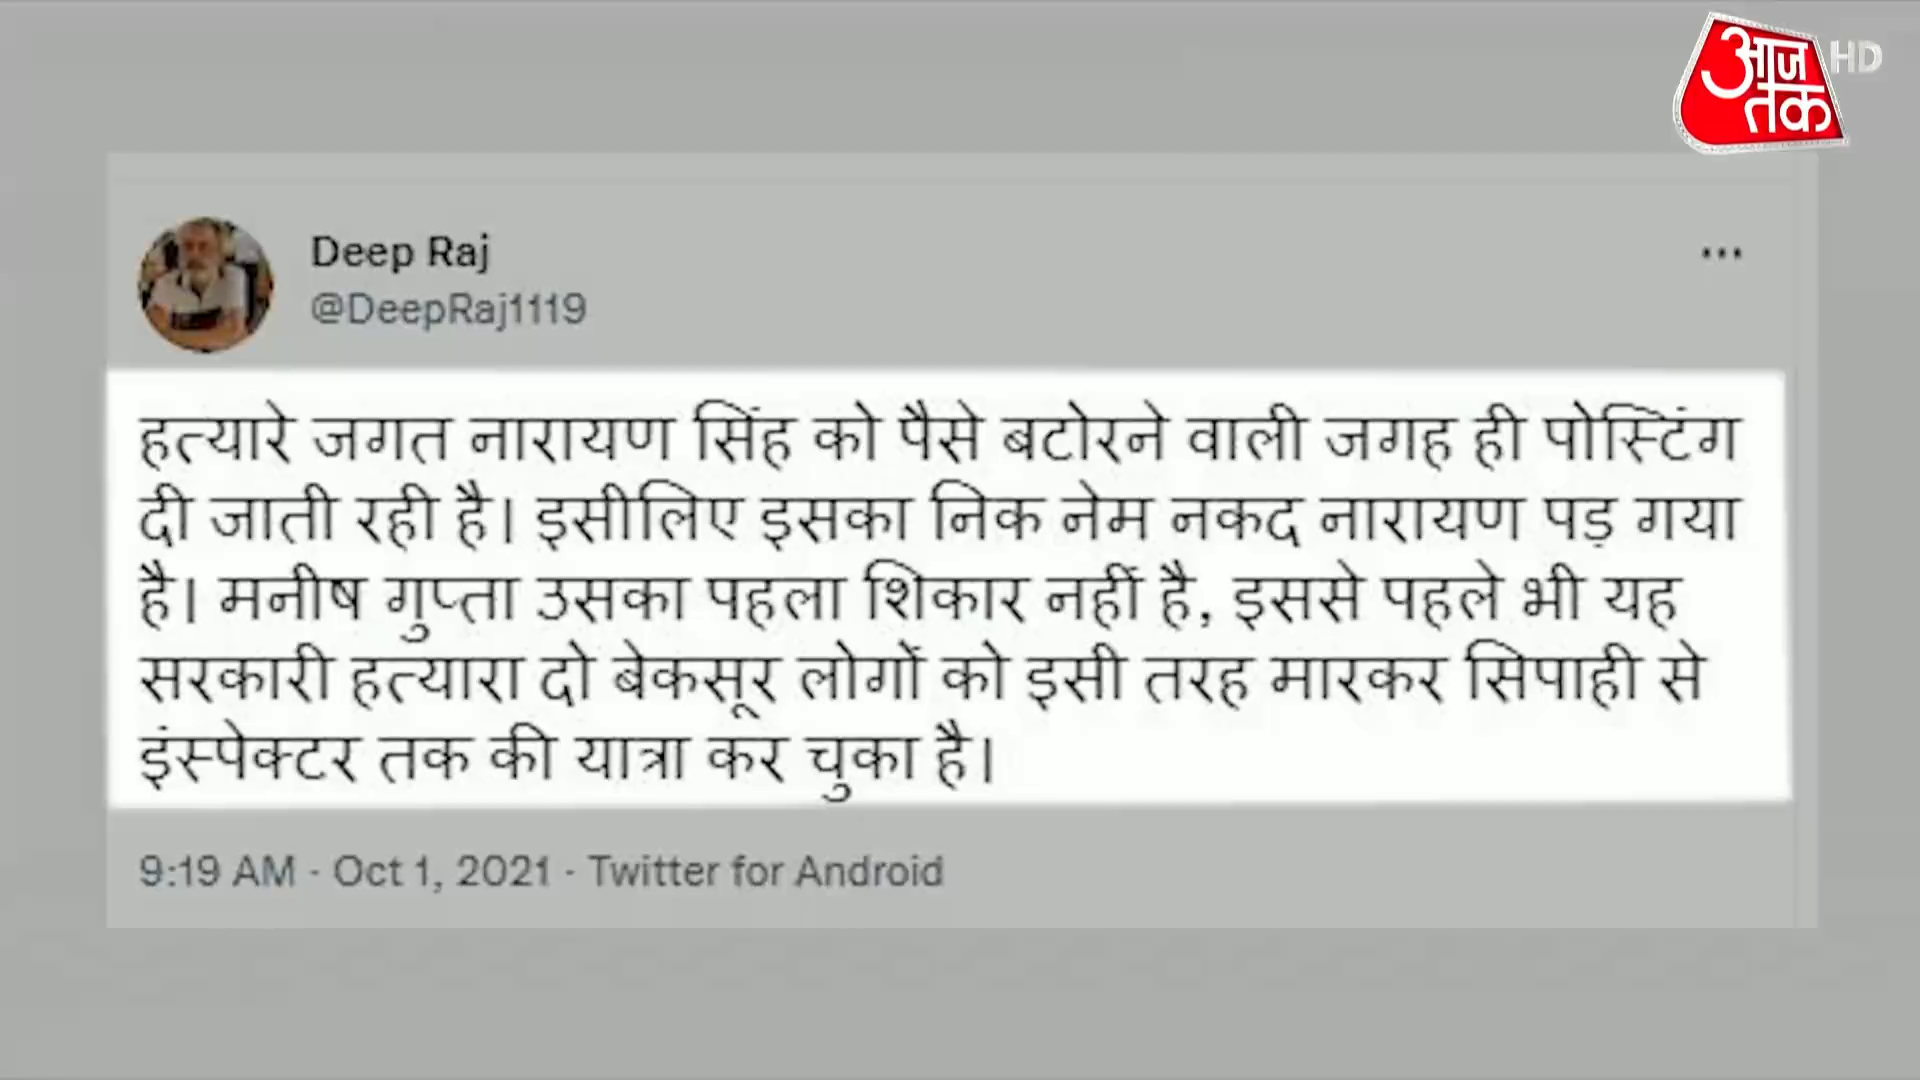 आज
तक
HD
Deep Raj
...
@DeepRaj1119
हत्यारे जगत नारायण सिंह को पैसे बटोरने वाली जगह ही पोस्टिंग
दी जाती रही है। इसीलिए इसका निक नेम नकद नारायण पड़ गया
है। मनीष गुप्ता उसका पहला शिकार नहीं है, इससे पहले भी यह
सरकारी हत्यारा दो बेकसूर लोगों को इसी तरह मारकर सिपाही से
इंस्पेक्टर तक की यात्रा कर चुका है।
9:19 AM · Oct 1, 2021 · Twitter for Android